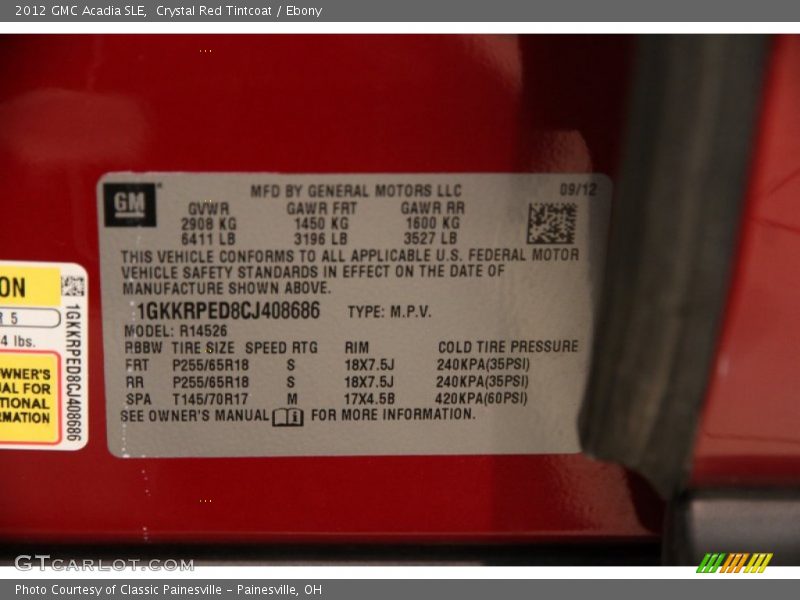 2012 GMC Acadia SLE, Crystal Red Tintcoat / Ebony
GM
MFD BY GENERAL MOTORS LLC 09/12
GVWR GAWR FRT GAWR RR
2908 KG 1450 KG 1600 KG
6411 LB 3196 LB 3527 LB
THIS VEHICLE CONFORMS TO ALL APPLICABLE U.S. FEDERAL MOTOR
VEHICLE SAFETY STANDARDS IN EFFECT ON THE DATE OF
MANUFACTURE SHOWN ABOVE.
1GKKRPED8CJ408686 TYPE: M.P.V.
MODEL: R14526
RBBW TIRE SIZE SPEED RTG RIM COLD TIRE PRESSURE
FRT P255/65R18 S 18X7.5J 240KPA(35PSI)
RR P255/65R18 S 18X7.5J 240KPA(35PSI)
SPA T145/70R17 M 17X4.5B 420KPA(60PSI)
SEE OWNER'S MANUAL FOR MORE INFORMATION.
ON
R 5
4 lbs.
OWNER'S
UAL FOR
TIONAL
RMATION
1GKKRPED8CJ408686
GTCARLOT.COM
Photo Courtesy of Classic Painesville - Painesville, OH